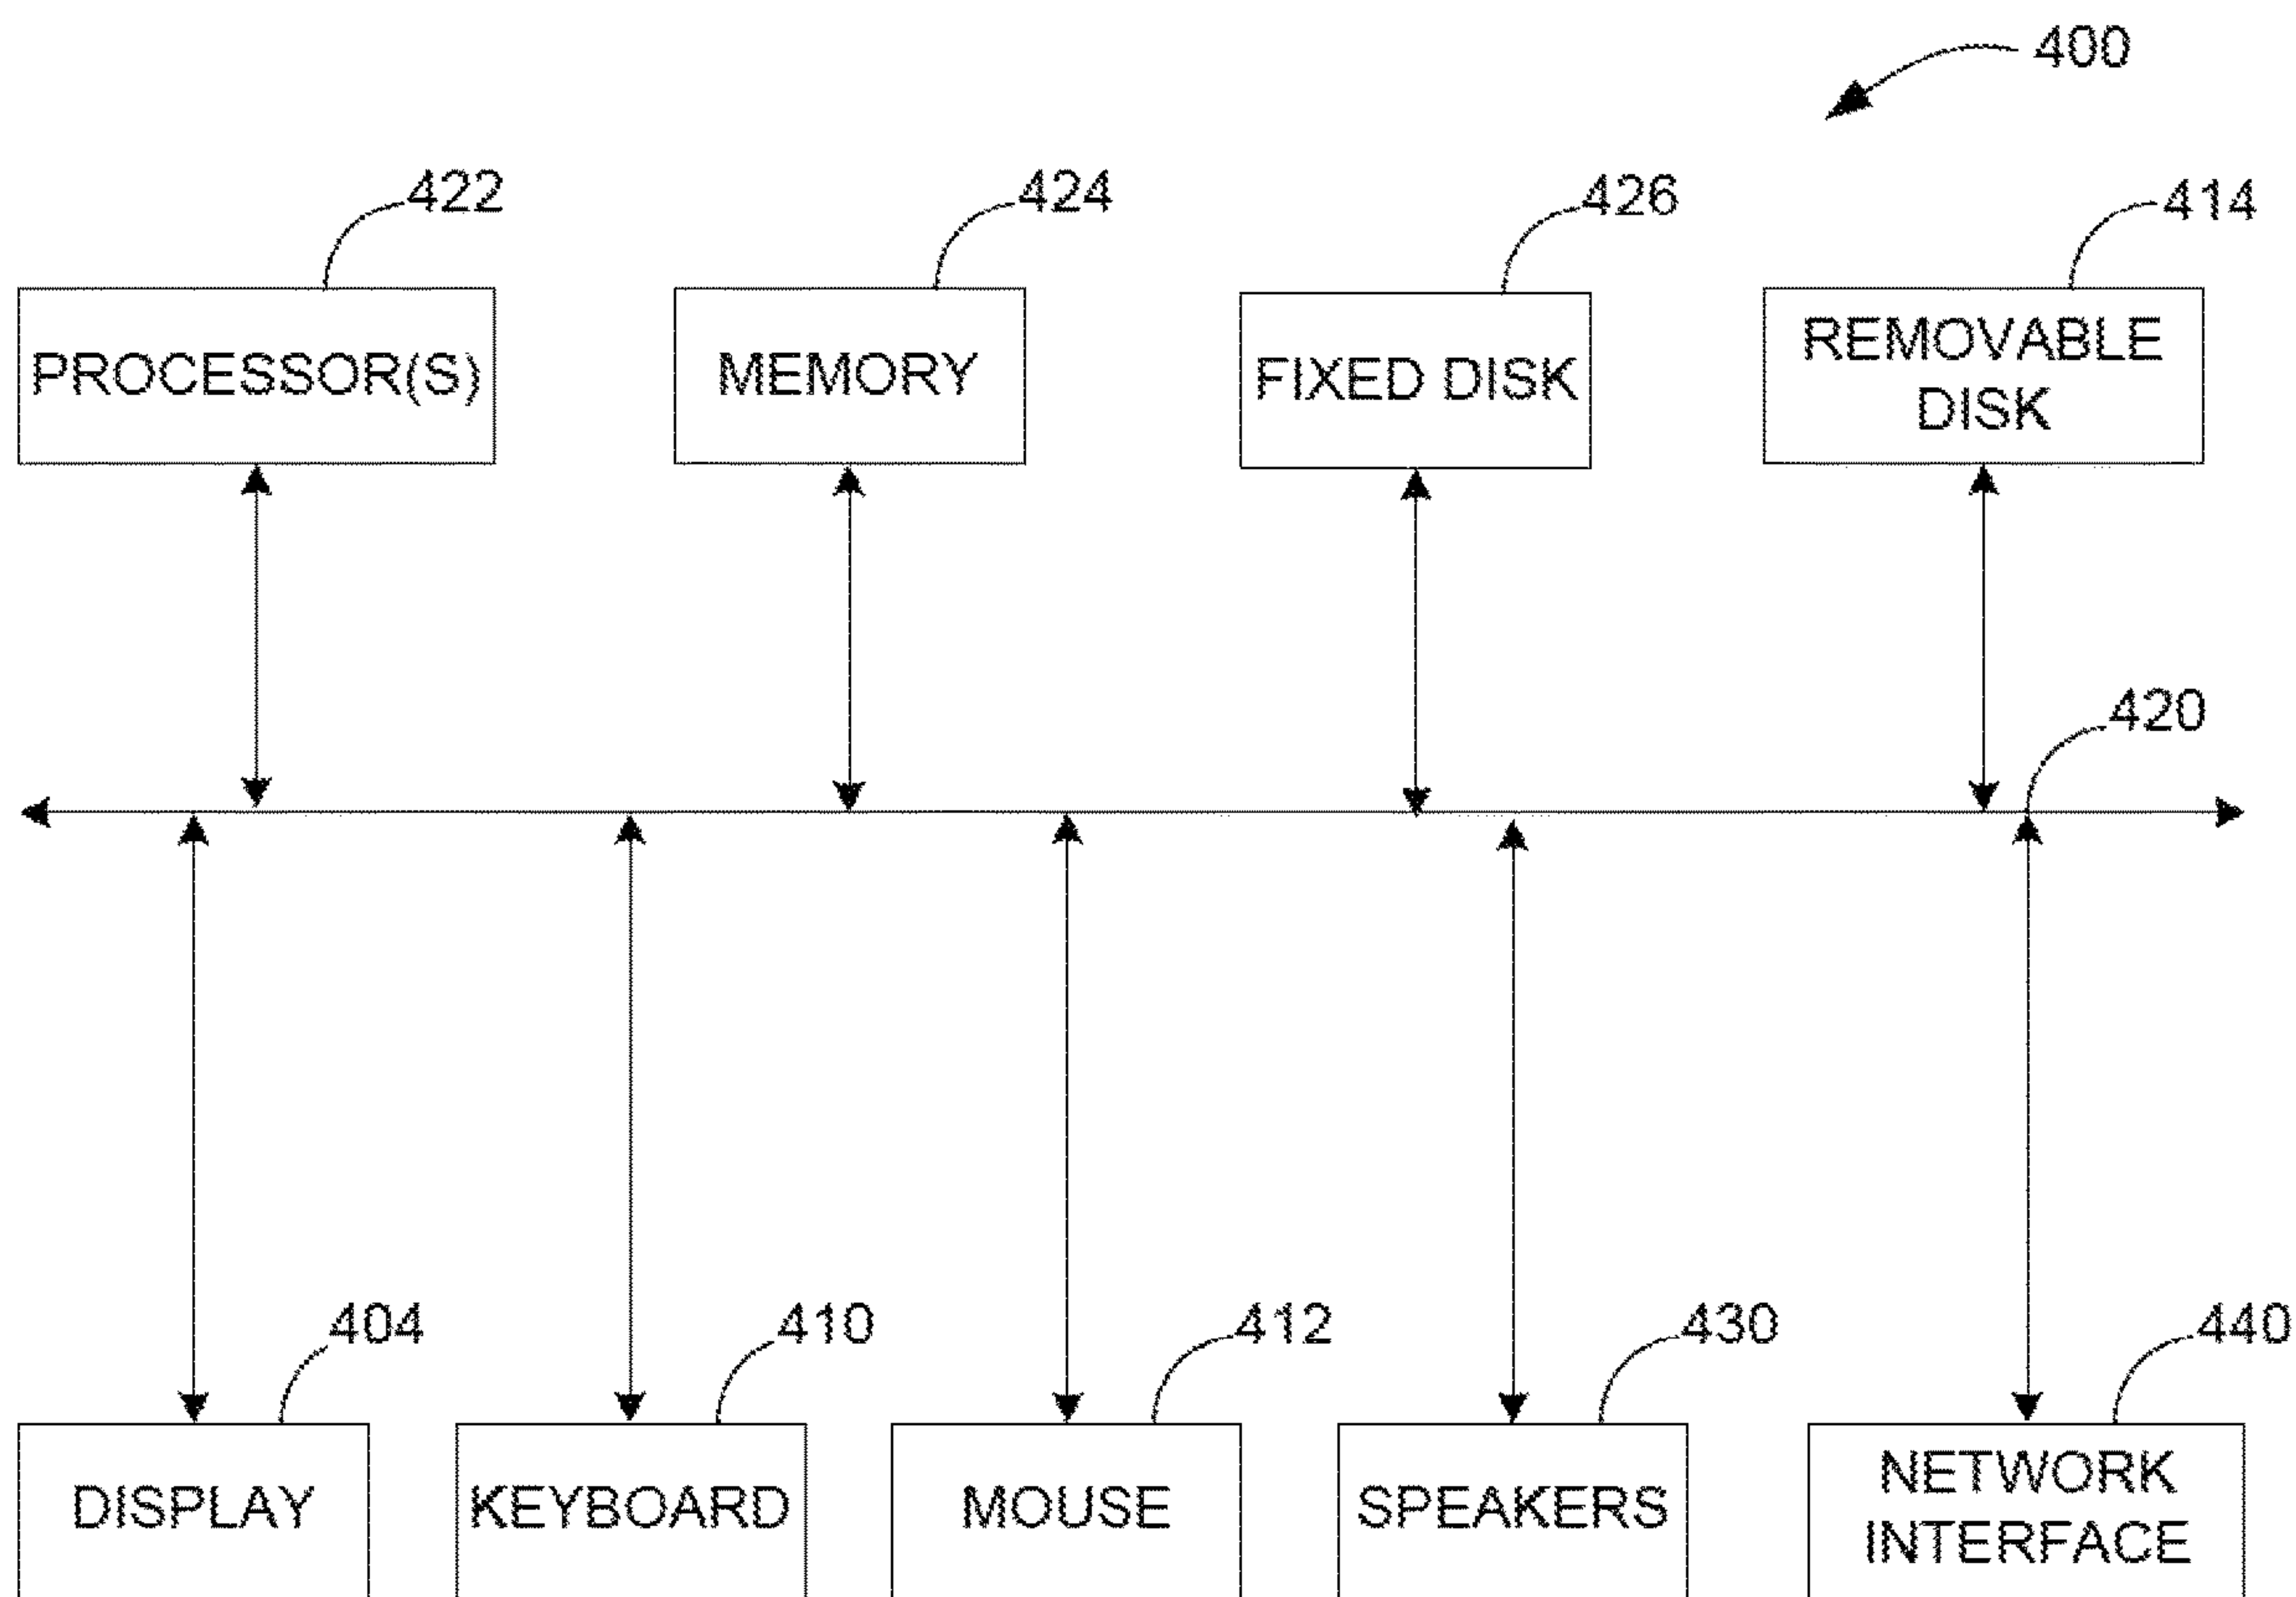 400
422
424
426
414
PROCESSOR(S)
MEMORY
FIXED DISK
REMOVABLE
DISK
420
404
410
412
430
440
DISPLAY
KEYBOARD
MOUSE
SPEAKERS
NETWORK
INTERFACE